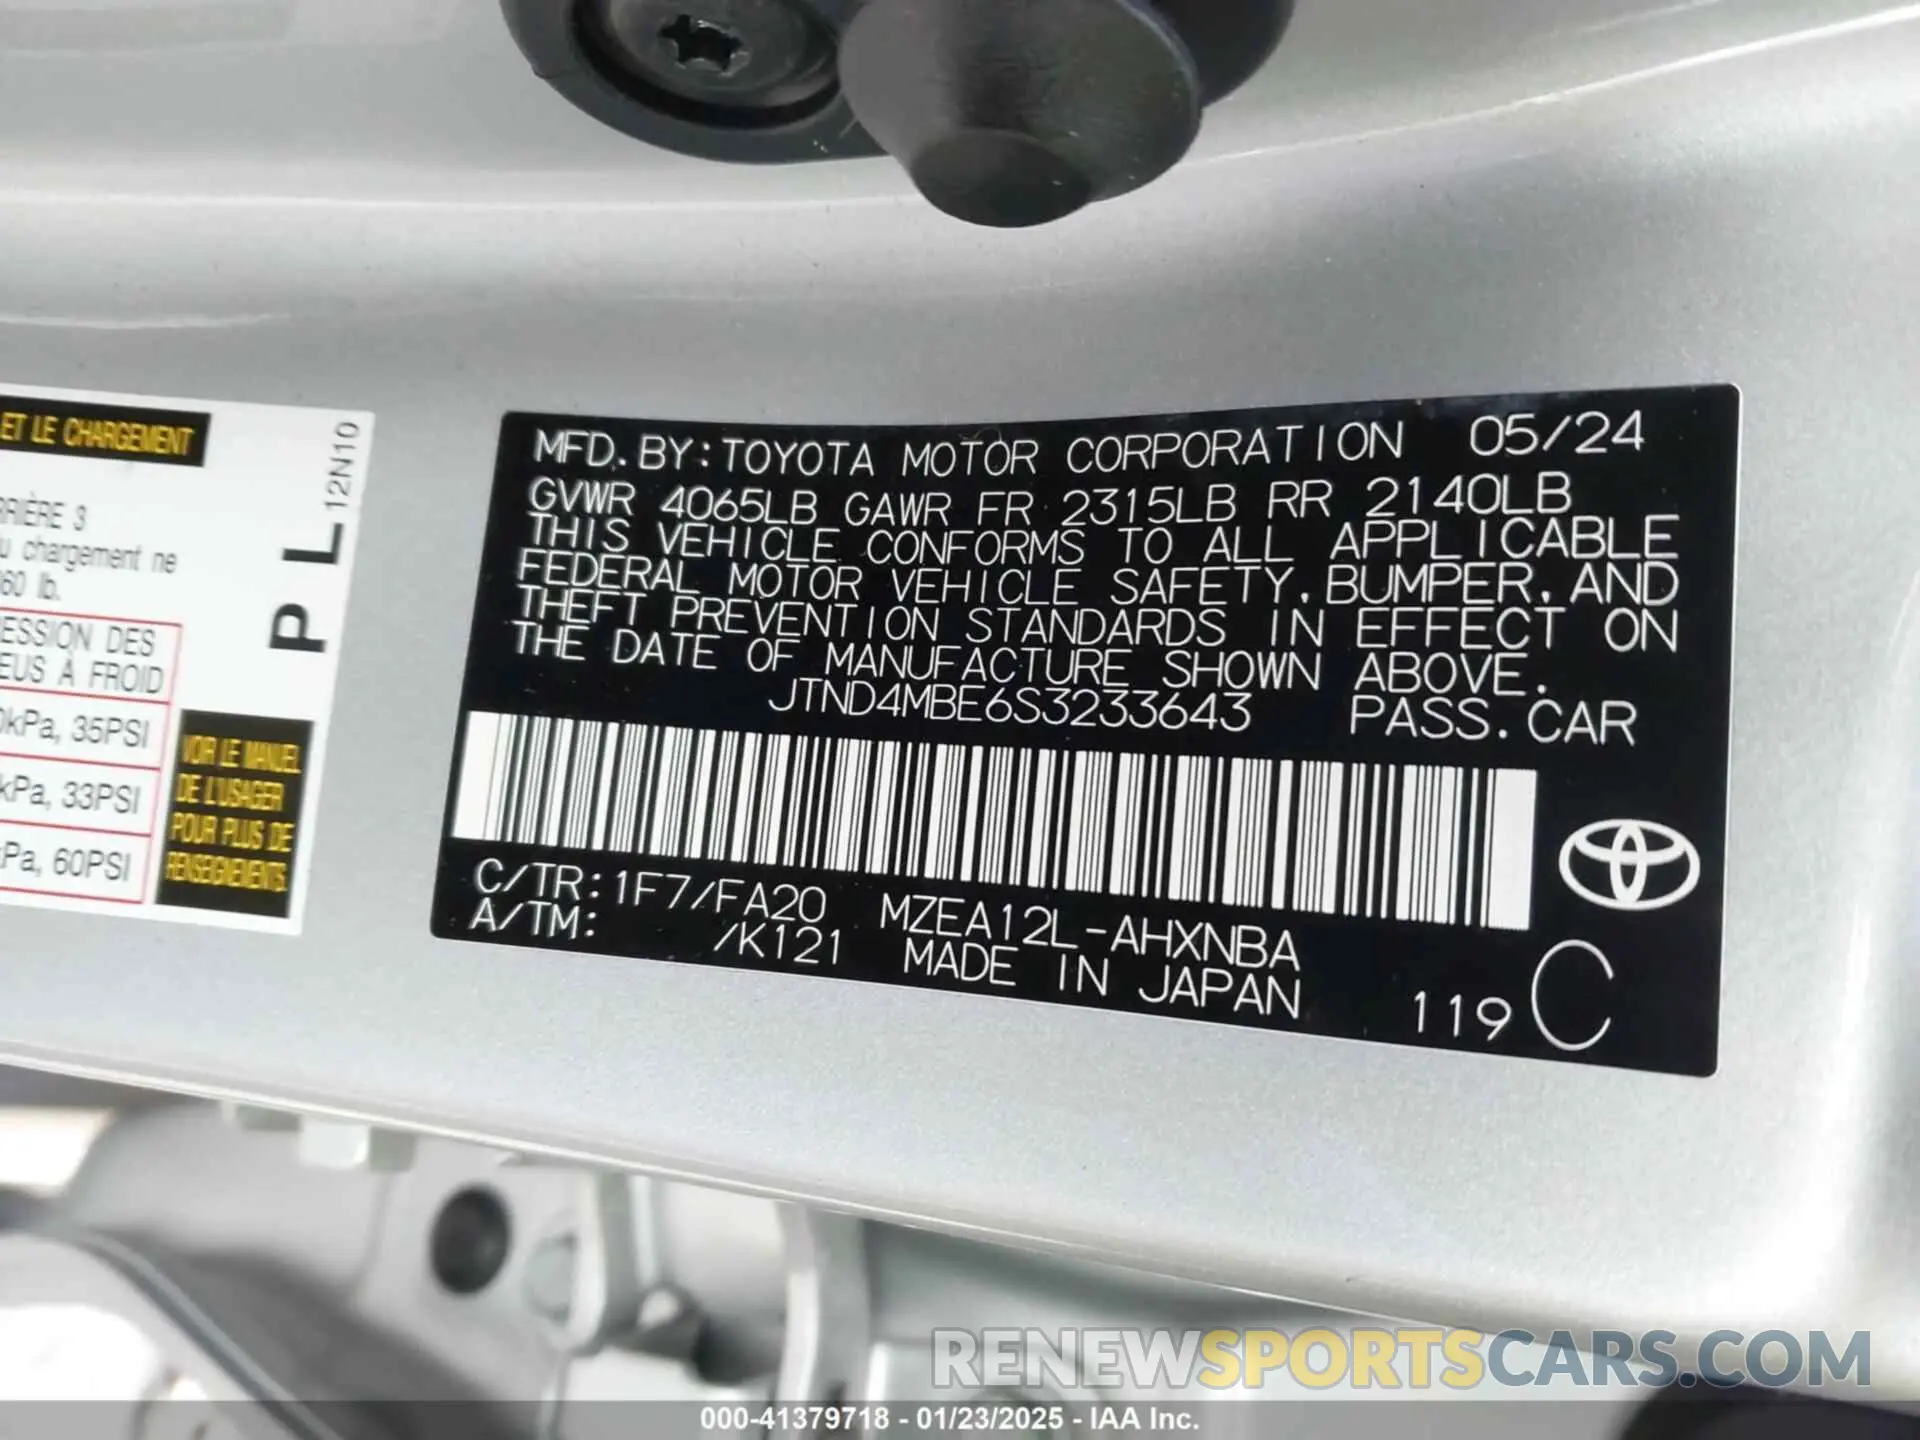 ET LE CHARGEMENT
RRIÈRE 3
u chargement ne
60 lb.
ESSION DES
EUS À FROID
0kPa, 35PSI
kPa, 33PSI
kPa, 60PSI
P L 12N10
VOIR LE MANUEL
DE L'USAGER
POUR PLUS DE
RENSEIGNEMENTS.
MFD. BY: TOYOTA MOTOR CORPORATION 05/24
GVWR 4065LB GAWR FR 2315LB RR 2140LB
THIS VEHICLE CONFORMS TO ALL APPLICABLE
FEDERAL MOTOR VEHICLE SAFETY, BUMPER, AND
THEFT PREVENTION STANDARDS IN EFFECT ON
THE DATE OF MANUFACTURE SHOWN ABOVE.
JTND4MBE6S3233643 PASS. CAR
C/TR: 1F7/FA20 MZEA12L-AHXNBA
A/TM: /K121 MADE IN JAPAN
119 C
RENEWSPORTSCARS.COM
000-41379718 - 01/23/2025 - IAA Inc.